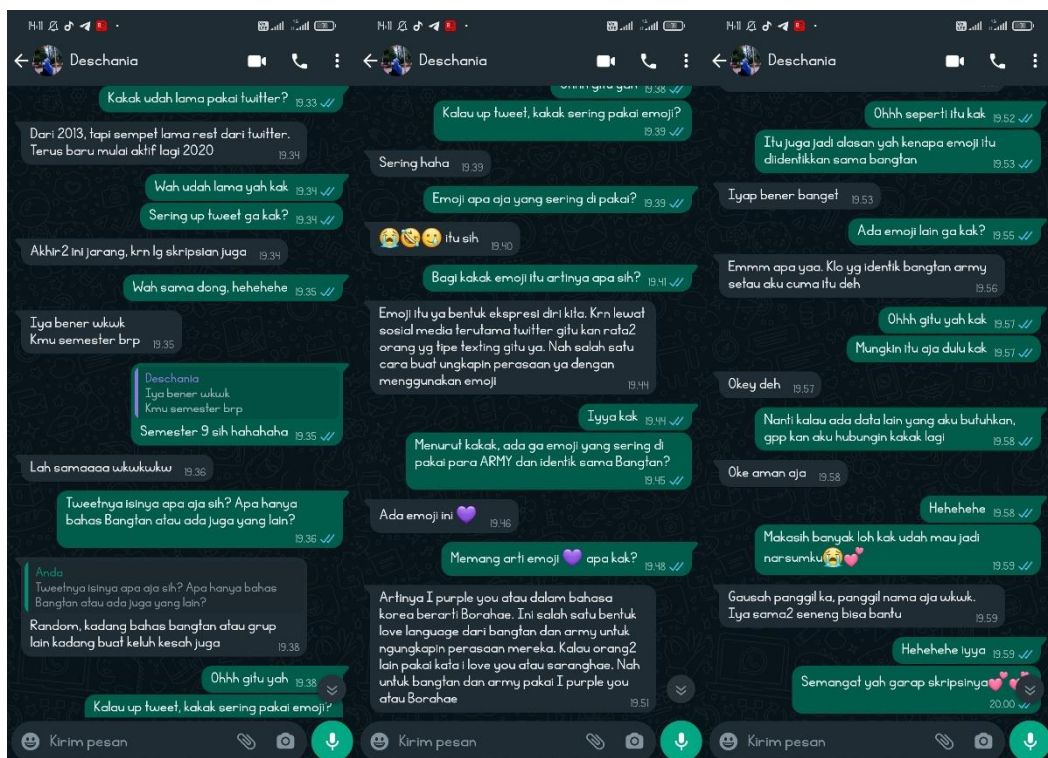 14.11
Deschania
Kakak udah lama pakai twitter? 19.33
Dari 2013, tapi sempet lama rest dari twitter.
Terus baru mulai aktif lagi 2020 19.34
Wah udah lama yah kak 19.34
Sering up tweet ga kak? 19.34
Akhir2 ini jarang, krn lg skripsian juga 19.34
Wah sama dong, hehehehe 19.35
Iya bener wkwk
Kmu semester brp 19.35
Deschania
Iya bener wkwk
Kmu semester brp
Semester 9 sih hahahaha 19.35
Lah samaaaa wkwkwkw 19.36
Tweetnya isinya apa aja sih? Apa hanya
bahas Bangtan atau ada juga yang lain?
19.36
Anda
Tweetnya isinya apa aja sih? Apa hanya bahas
Bangtan atau ada juga yang lain?
Random, kadang bahas bangtan atau grup
lain kadang buat keluh kesah juga 19.38
Ohhh gitu yah 19.38
Kalau up tweet, kakak sering pakai emoji?
Kirim pesan
14.11
Deschania
Ohhh gitu yah 19.38
Kalau up tweet, kakak sering pakai emoji?
19.39
Sering haha 19.39
Emoji apa aja yang sering di pakai? 19.39
😭🤣🥲 itu sih 19.40
Bagi kakak emoji itu artinya apa sih? 19.41
Emoji itu ya bentuk ekspresi diri kita. Krn lewat
sosial media terutama twitter gitu kan rata2
orang yg tipe texting gitu ya. Nah salah satu
cara buat ungkapin perasaan ya dengan
menggunakan emoji 19.44
Iyya kak 19.44
Menurut kakak, ada ga emoji yang sering di
pakai para ARMY dan identik sama Bangtan?
19.45
Ada emoji ini 💜 19.46
Memang arti emoji 💜 apa kak? 19.48
Artinya I purple you atau dalam bahasa
korea berarti Borahae. Ini salah satu bentuk
love language dari bangtan dan army untuk
ngungkapin perasaan mereka. Kalau orang2
lain pakai kata i love you atau saranghae. Nah
untuk bangtan dan army pakai I purple you
atau Borahae 19.51
Kirim pesan
14.11
Deschania
Ohhh seperti itu kak 19.52
Itu juga jadi alasan yah kenapa emoji itu
diidentikkan sama bangtan 19.53
Iyap bener banget 19.53
Ada emoji lain ga kak? 19.55
Emmm apa yaa. Klo yg identik bangtan army
setau aku cuma itu deh 19.56
Ohhh gitu yah kak 19.57
Mungkin itu aja dulu kak 19.57
Okey deh 19.57
Nanti kalau ada data lain yang aku butuhkan,
gpp kan aku hubungin kakak lagi 19.58
Oke aman aja 19.58
Hehehehe 19.58
Makasih banyak loh kak udah mau jadi
narsumku😭💕 19.59
Gausah panggil ka, panggil nama aja wkwk.
Iya sama2 seneng bisa bantu 19.59
Hehehehe iyya 19.59
Semangat yah garap skripsinya💕💕
20.00
Kirim pesan